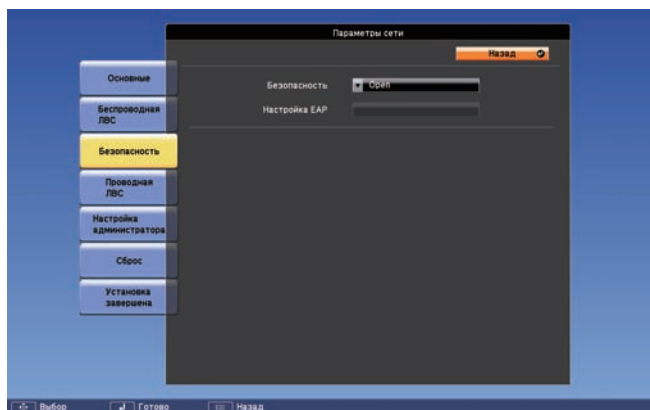 Параметры сети
Назад
Основные
Беспроводная
ЛВС
Безопасность
Проводная
ЛВС
Настройка
администратора
Сброс
Установка
завершена
Безопасность Open
Настройка EAP
Выбор Готово Esc Назад